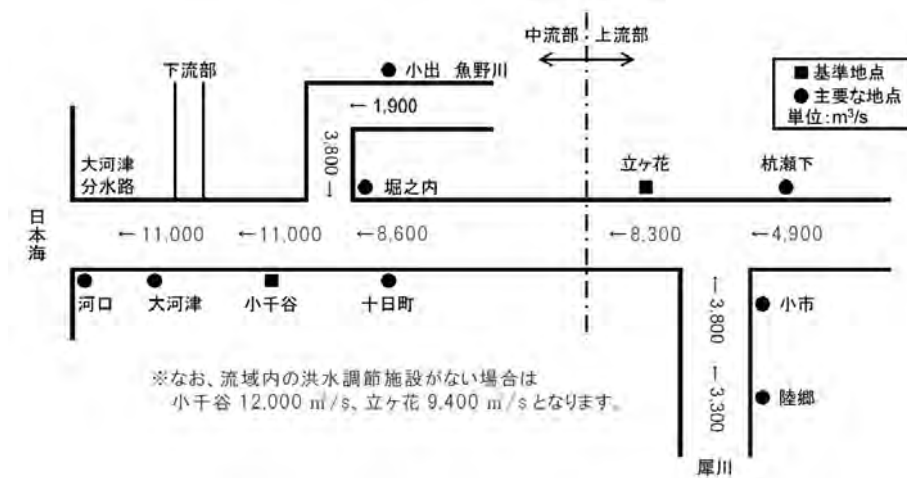 中流部
上流部
■基準地点
●主要な地点
単位:m³/s
下流部
小出 魚野川
←1,900
3,800→
大河津
分水路
堀之内
立ヶ花
杭瀬下
日本海
←11,000
←11,000
←8,600
←8,300
←4,900
河口
大河津
小千谷
十日町
←3,800
小市
←3,300
陸郷
※なお、流域内の洪水調節施設がない場合は
小千谷 12,000 ㎥/s、立ヶ花 9,400 ㎥/sとなります。
犀川